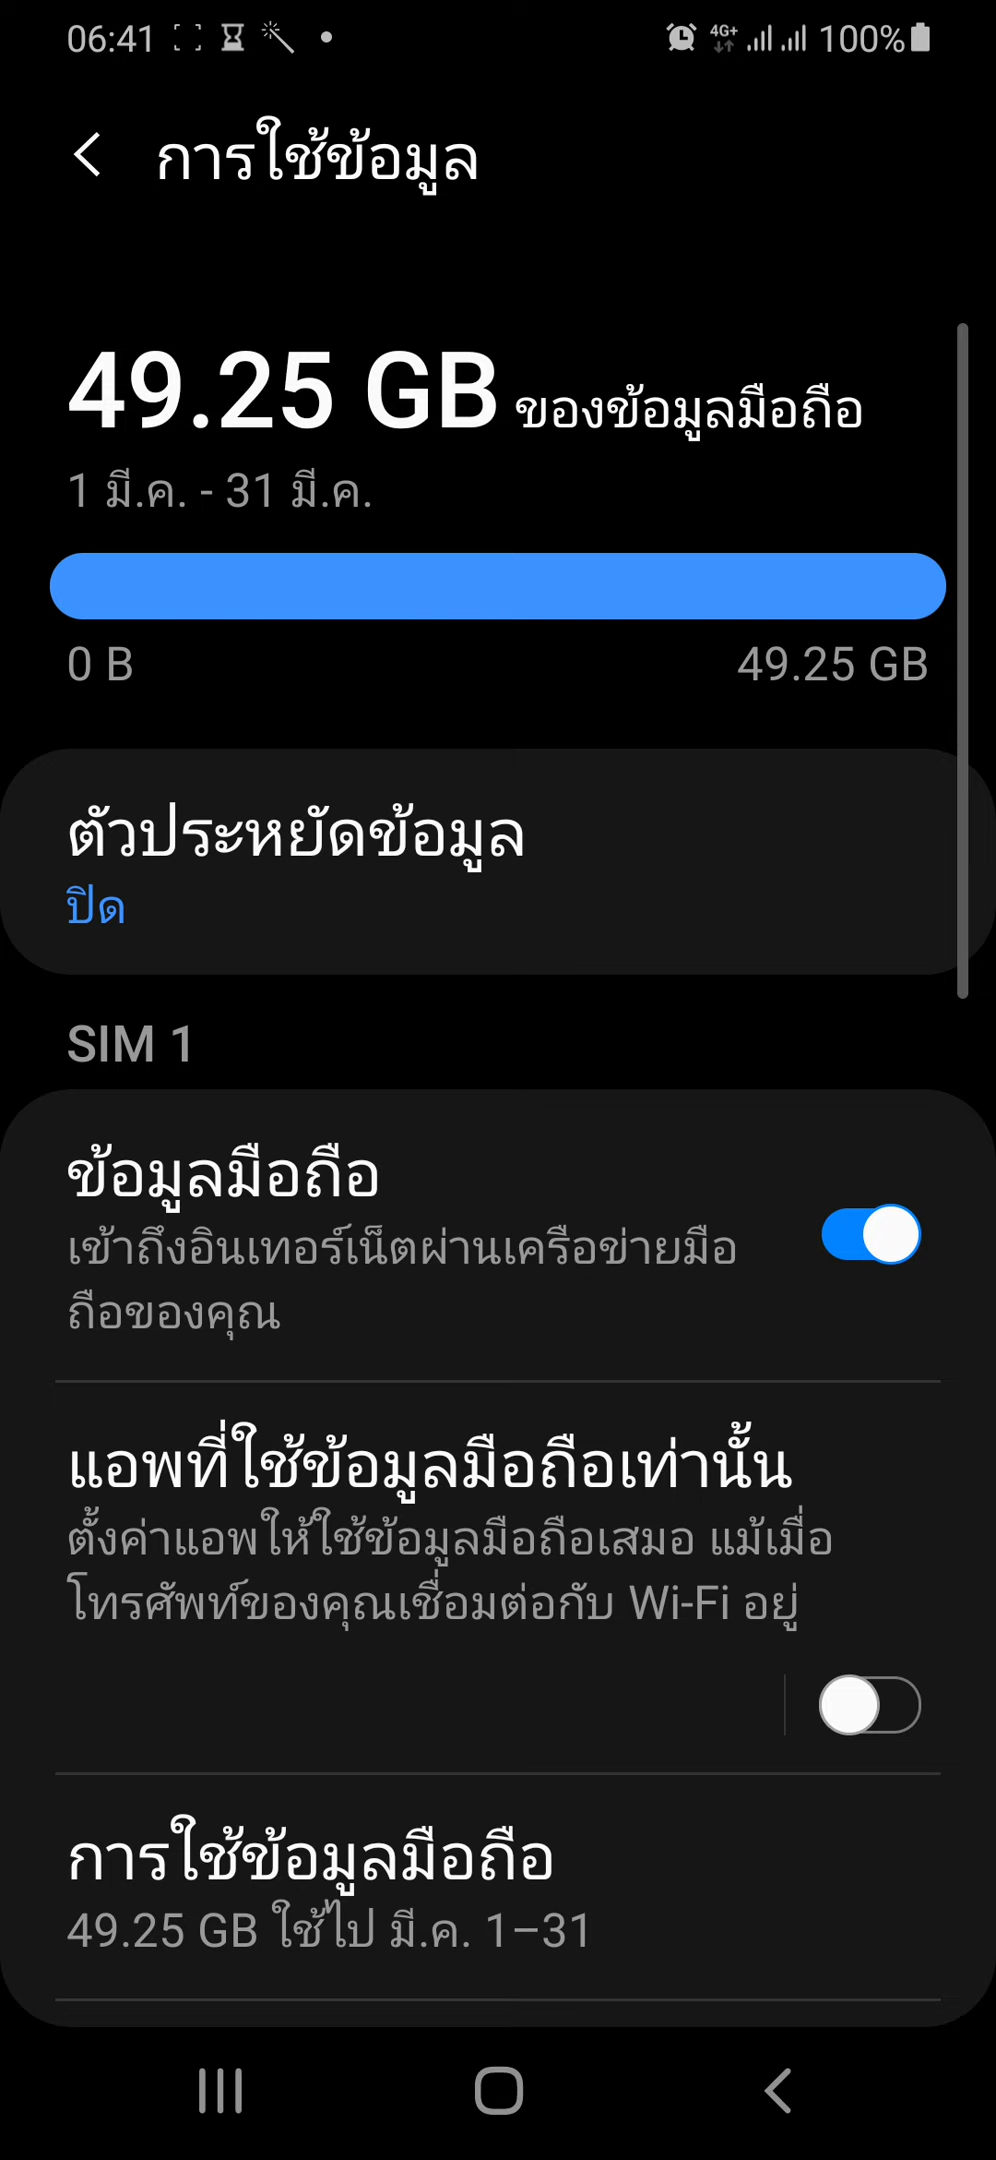 06:41
4G+
100%
การใช้ข้อมูล
49.25 GB ของข้อมูลมือถือ
1 มี.ค. - 31 มี.ค.
0 B
49.25 GB
ตัวประหยัดข้อมูล
ปิด
SIM 1
ข้อมูลมือถือ
เข้าถึงอินเทอร์เน็ตผ่านเครือข่ายมือ
ถือของคุณ
แอพที่ใช้ข้อมูลมือถือเท่านั้น
ตั้งค่าแอพให้ใช้ข้อมูลมือถือเสมอ แม้เมื่อ
โทรศัพท์ของคุณเชื่อมต่อกับ Wi-Fi อยู่
การใช้ข้อมูลมือถือ
49.25 GB ใช้ไป มี.ค. 1–31